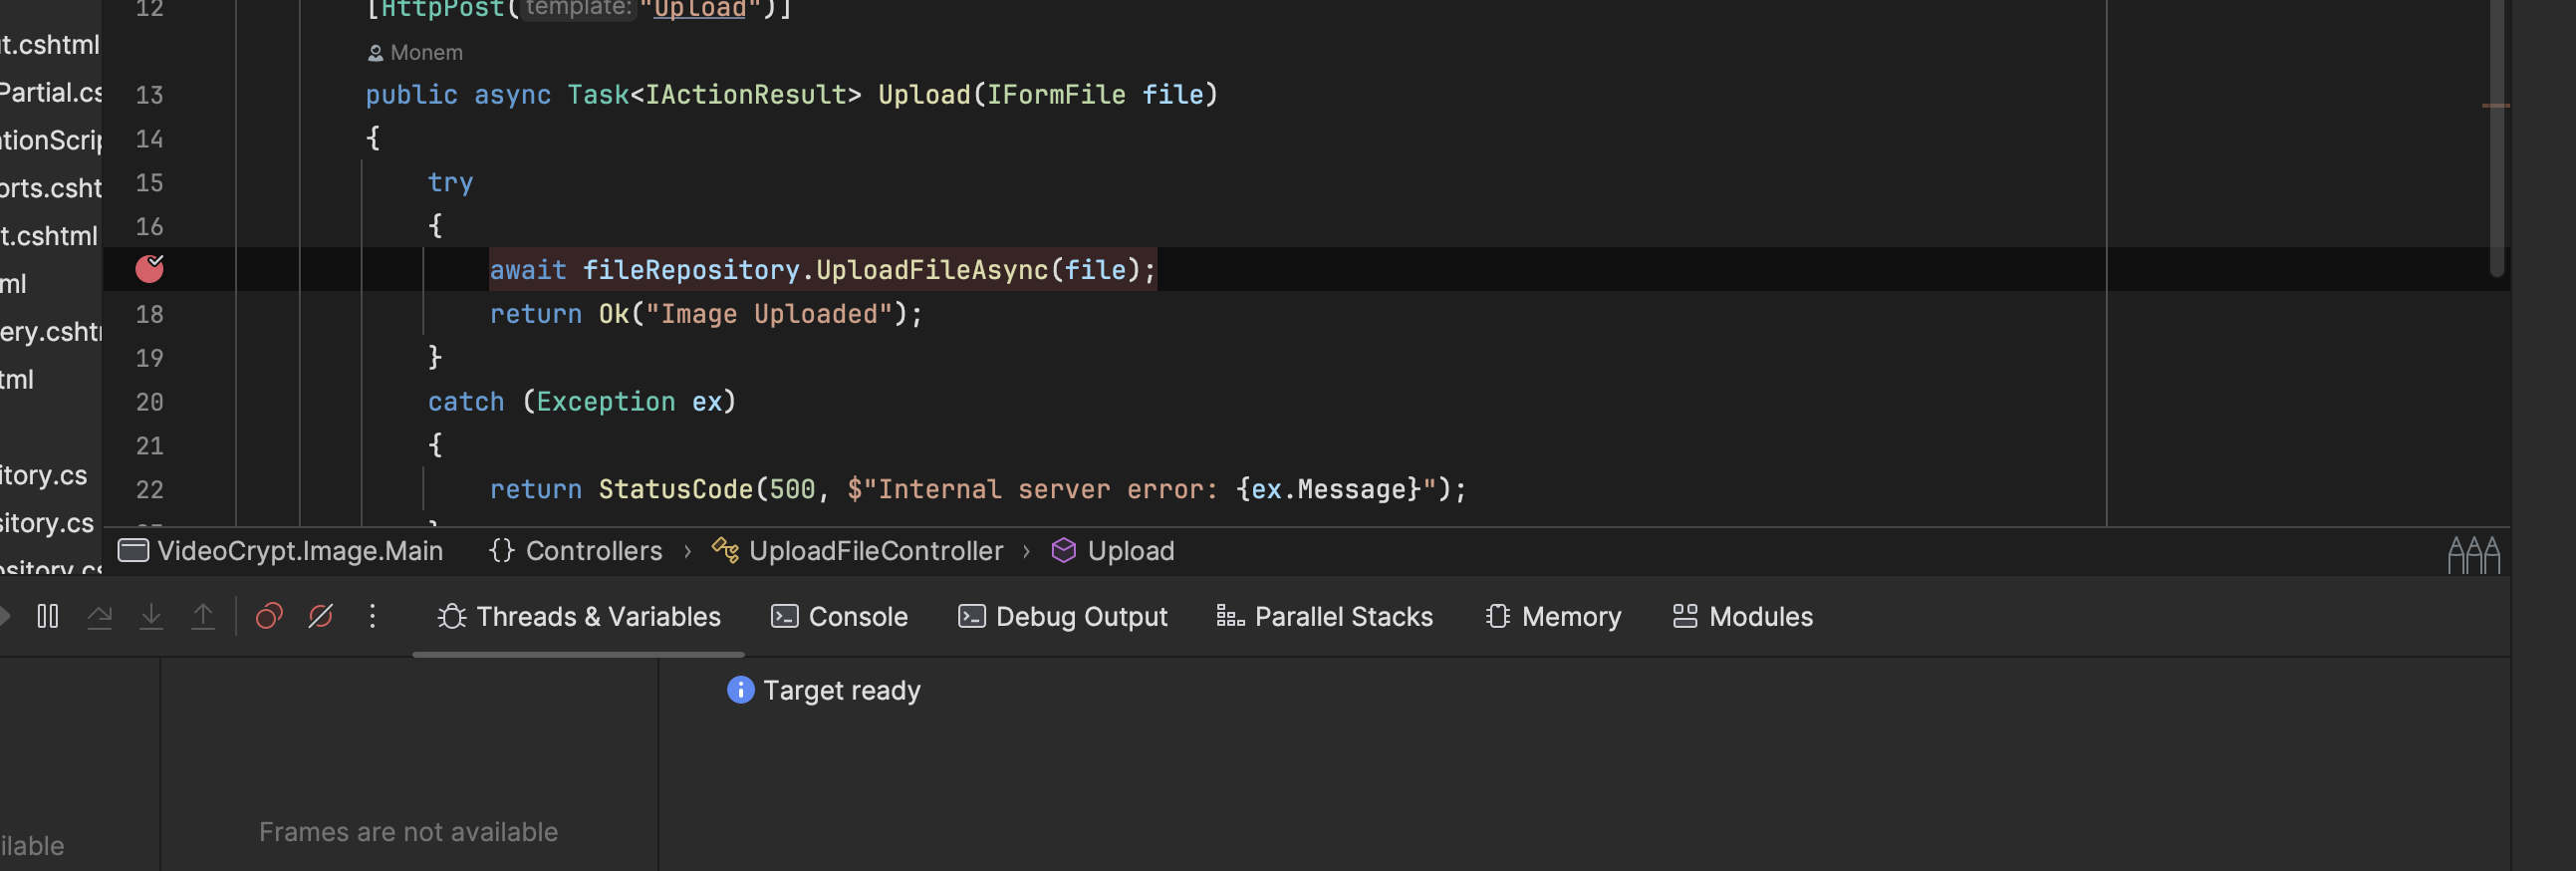 12 [HttpPost(template:"Upload")]
t.cshtml
Monem
Partial.cs
13 public async Task<IActionResult> Upload(IFormFile file)
ationScrip
14 {
orts.csht
15 try
t.cshtml
16 {
ml
await fileRepository.UploadFileAsync(file);
18 return Ok("Image Uploaded");
ery.csht
19 }
tml
20 catch (Exception ex)
21 {
itory.cs
22 return StatusCode(500, $"Internal server error: {ex.Message}");
sitory.cs
ository.cs
VideoCrypt.Image.Main {} Controllers › UploadFileController › Upload
Threads & Variables Console Debug Output Parallel Stacks Memory Modules
Target ready
Frames are not available
ilable